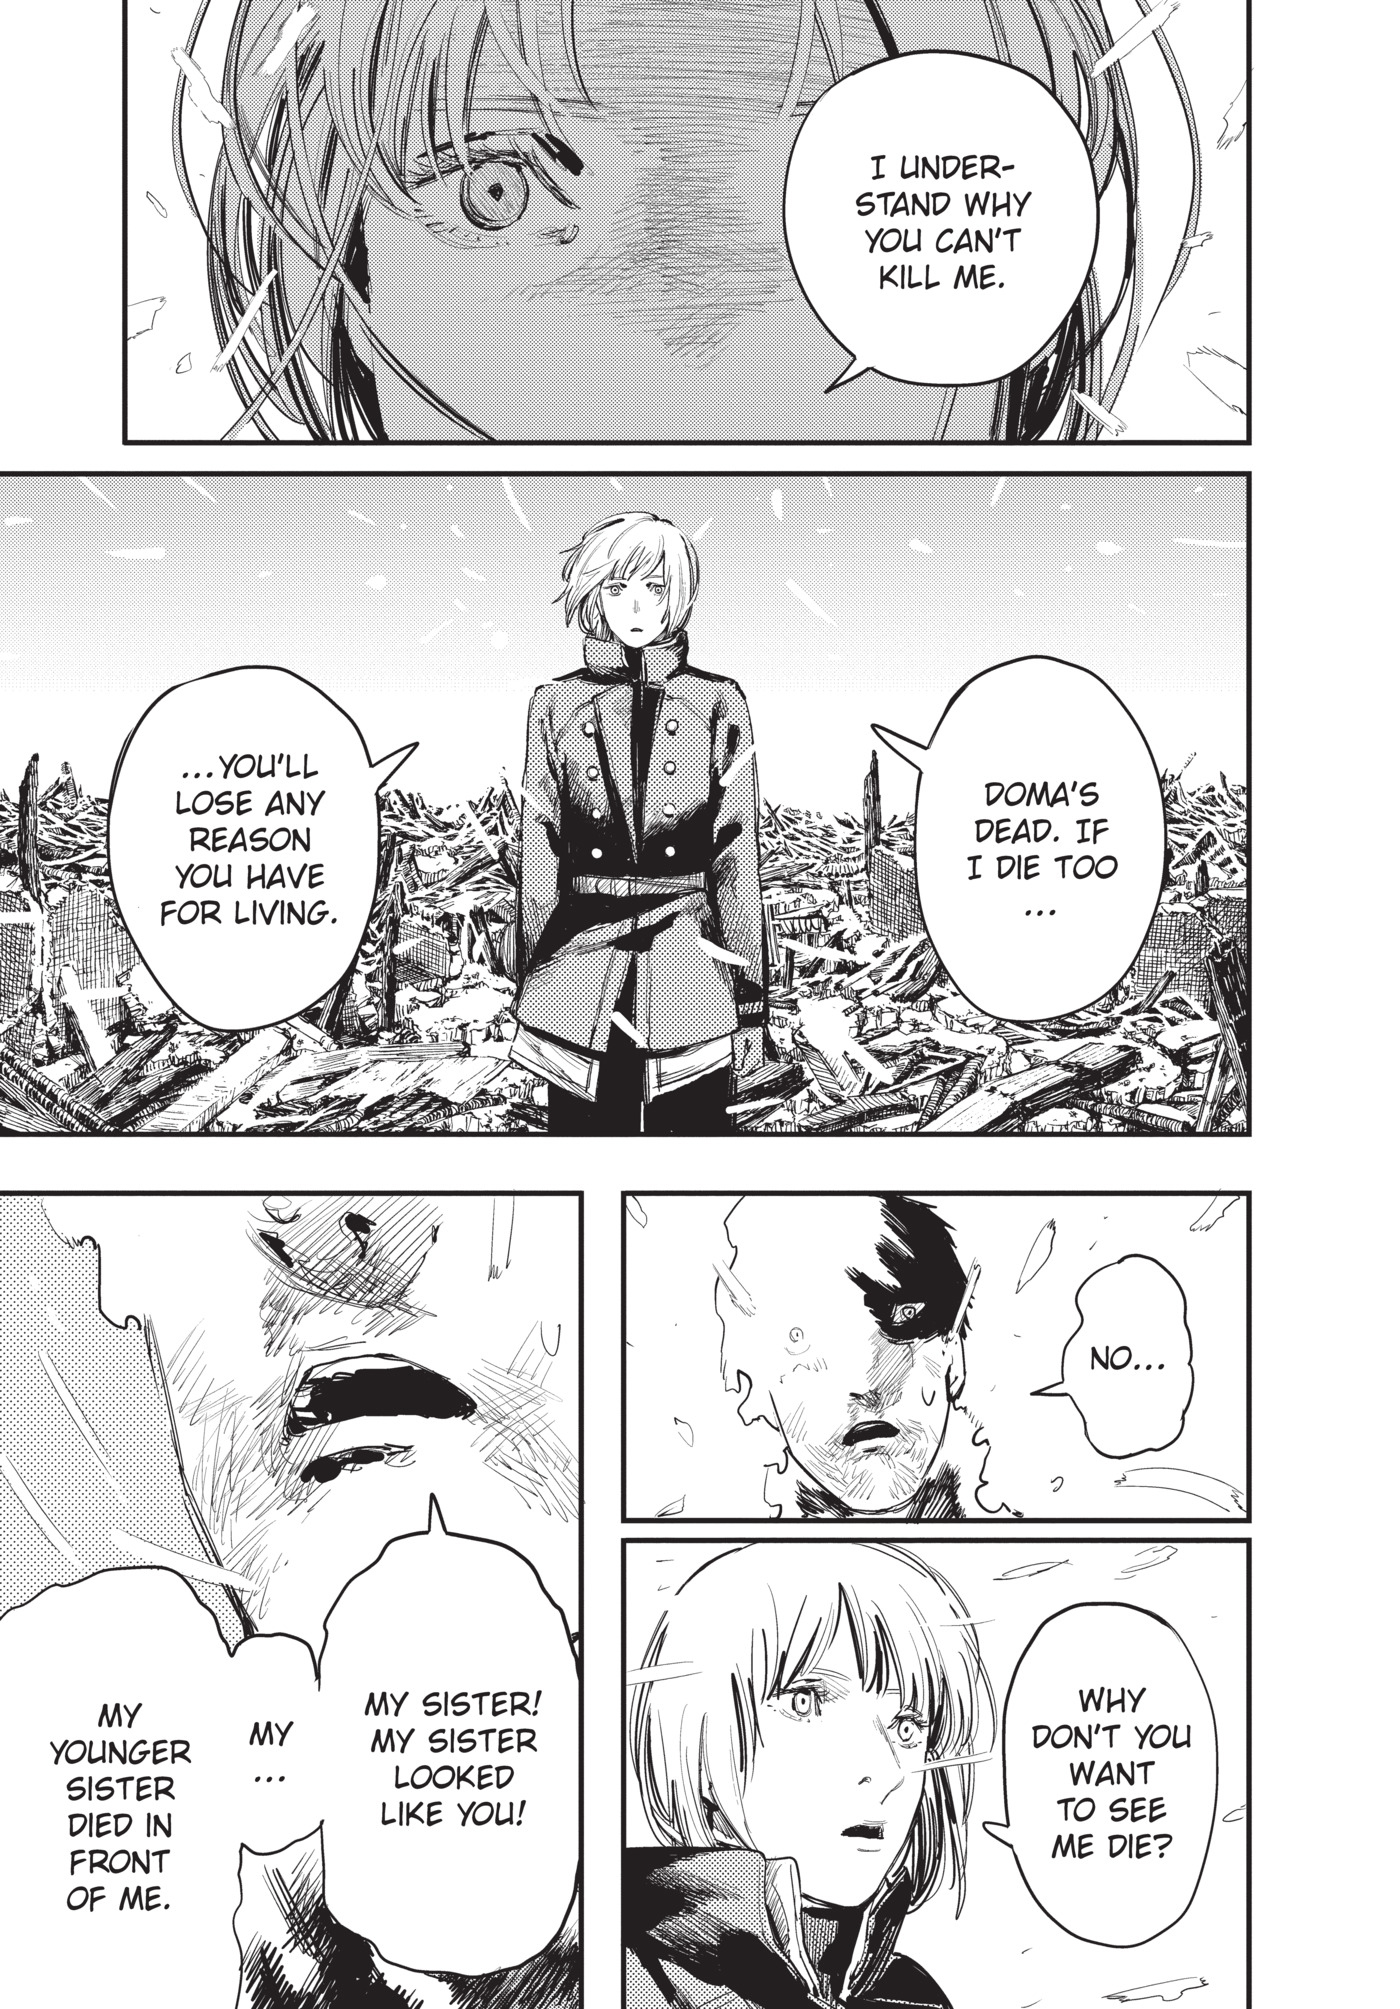 I UNDER-
STAND WHY
YOU CAN'T
KILL ME.
DOMA'S
DEAD. IF
I DIE TOO
...
...YOU'LL
LOSE ANY
REASON
YOU HAVE
FOR LIVING.
NO...
WHY
DON'T YOU
WANT
TO SEE
ME DIE?
MY SISTER!
MY SISTER
LOOKED
LIKE YOU!
MY
...
MY
YOUNGER
SISTER
DIED IN
FRONT
OF ME.